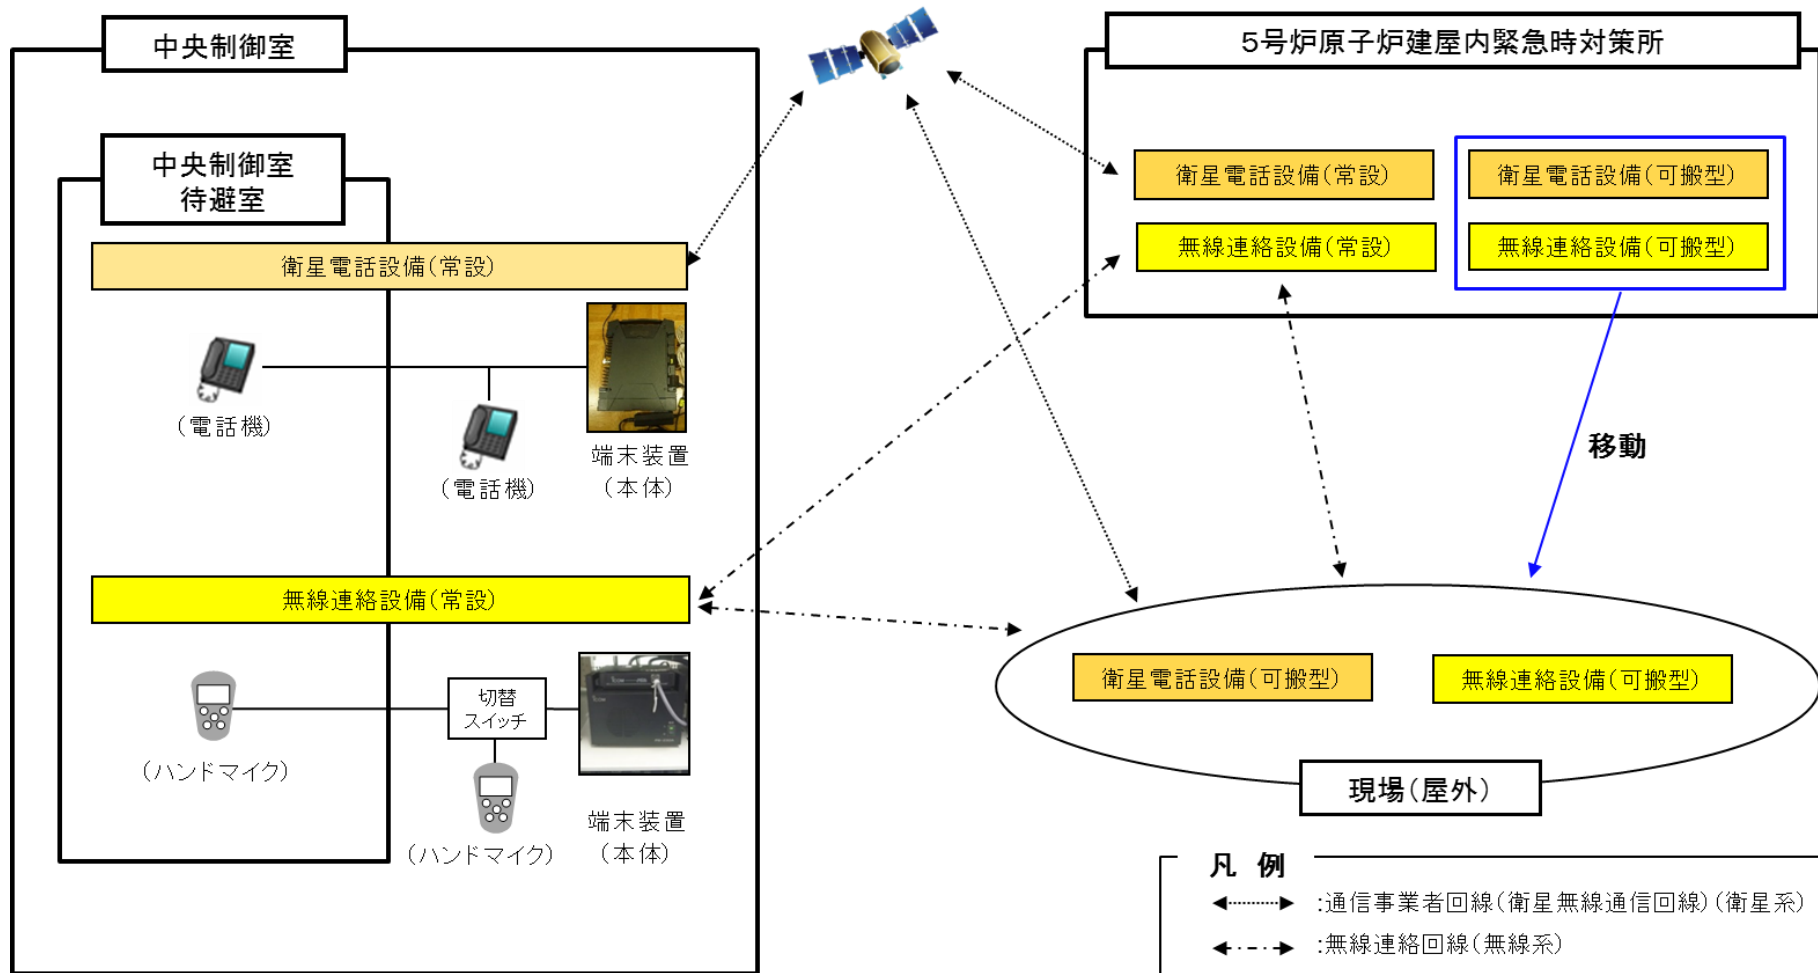 中央制御室
中央制御室
待避室
衛星電話設備(常設)
(電話機)
(電話機)
端末装置
(本体)
無線連絡設備(常設)
切替
スイッチ
(ハンドマイク)
(ハンドマイク)
端末装置
(本体)
5号炉原子炉建屋内緊急時対策所
衛星電話設備(常設)
衛星電話設備(可搬型)
無線連絡設備(常設)
無線連絡設備(可搬型)
移動
衛星電話設備(可搬型)
無線連絡設備(可搬型)
現場(屋外)
凡 例
:通信事業者回線(衛星無線通信回線)(衛星系)
:無線連絡回線(無線系)